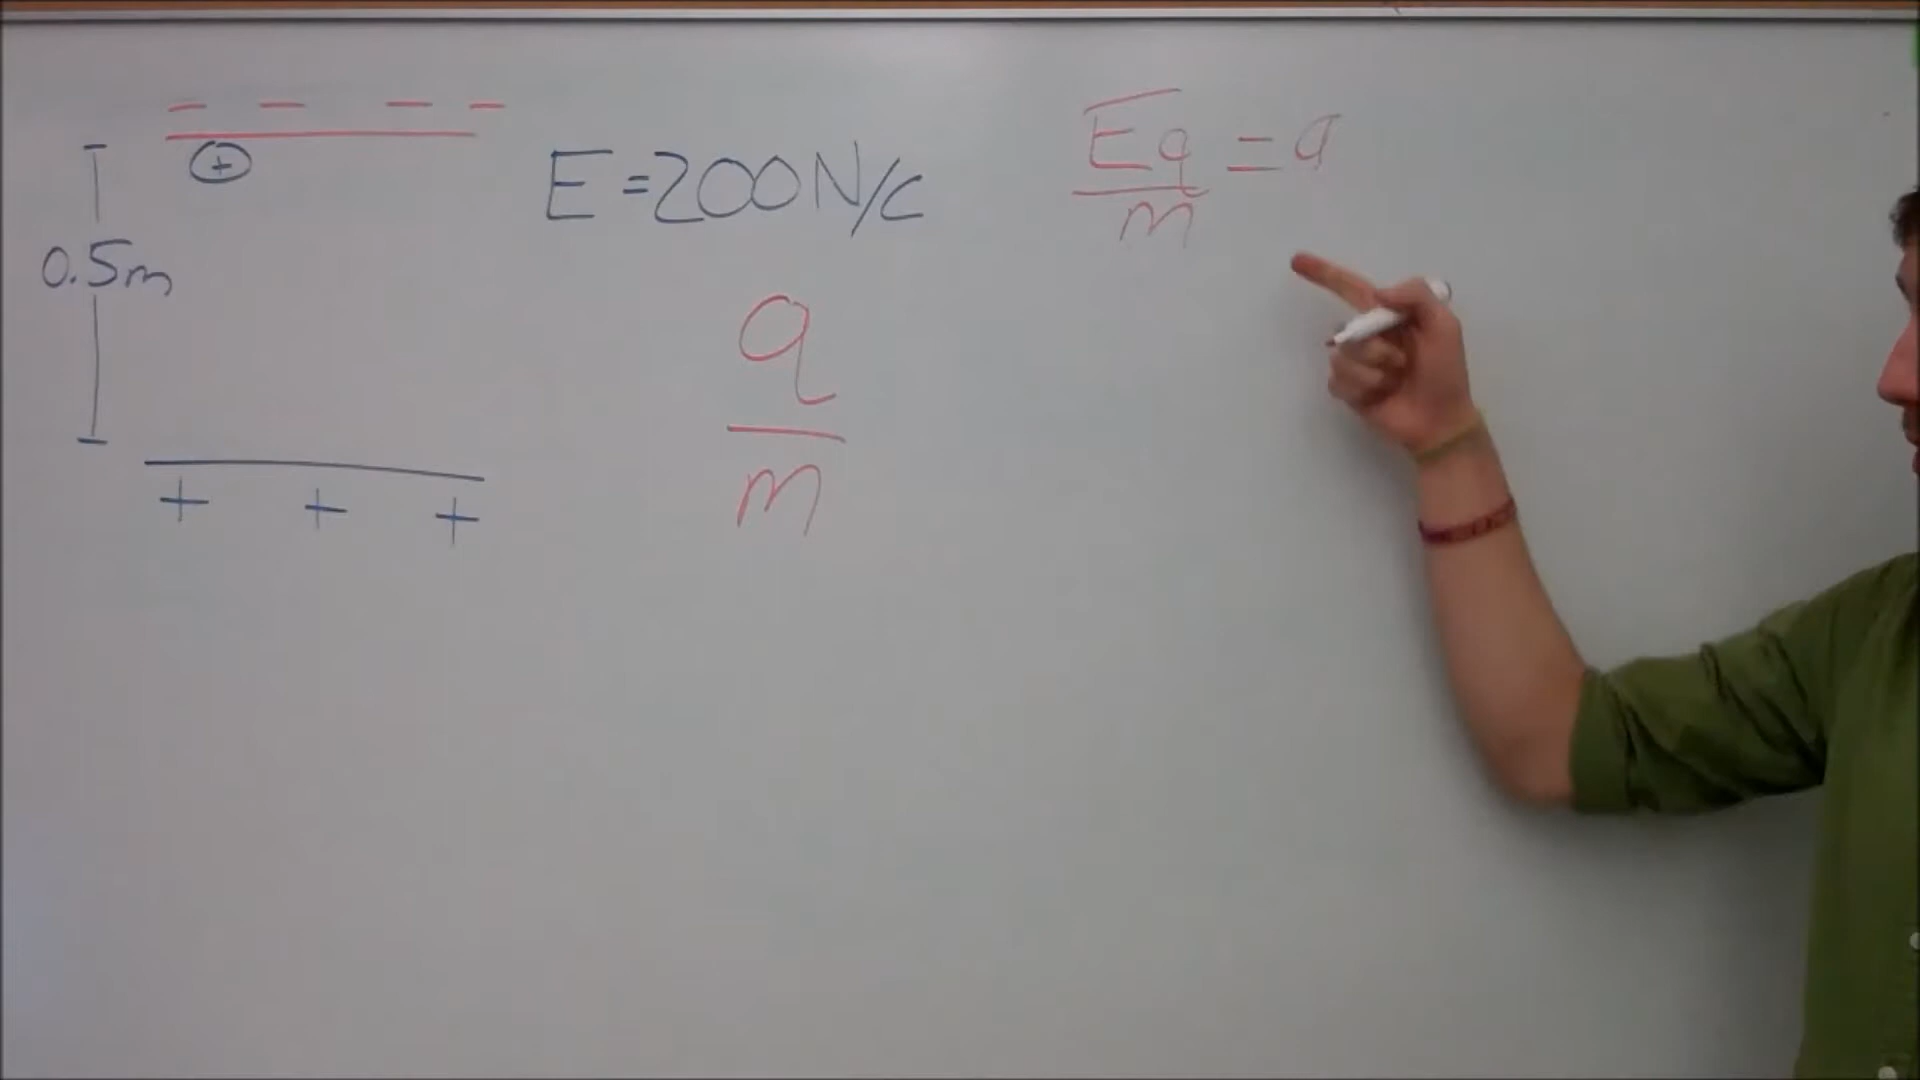 - - - -
+
0.5m
+ + +
E = 200 N/C
q
m
Eq = a
m